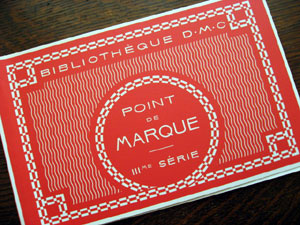 BIBLIOTHÈQUE D·M·C
POINT
DE
MARQUE
IIIME SÉRIE